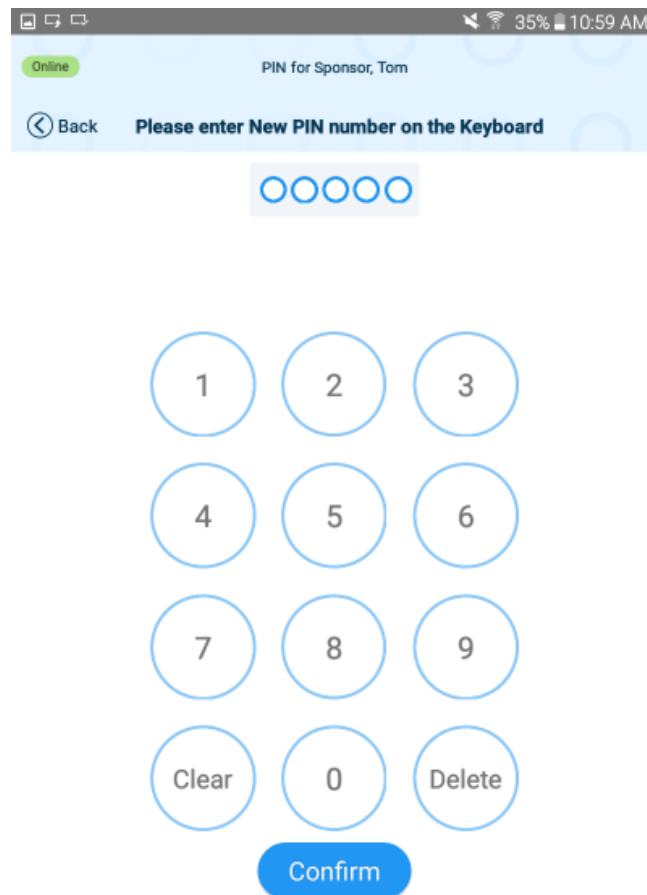 35% 10:59 AM
Online PIN for Sponsor, Tom
Back Please enter New PIN number on the Keyboard
1 2 3
4 5 6
7 8 9
Clear 0 Delete
Confirm